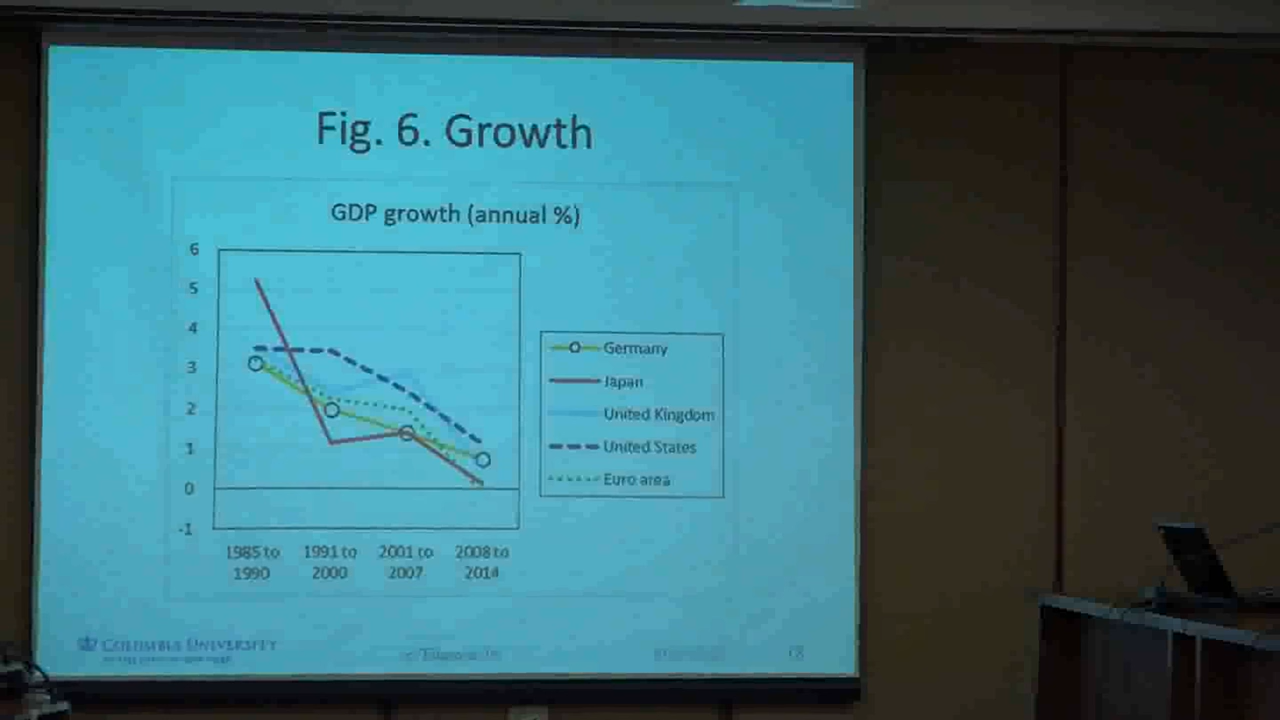 Fig. 6. Growth
GDP growth (annual %)
6
5
4
3
2
1
0
-1
1985 to
1990
1991 to
2000
2001 to
2007
2008 to
2014
Germany
Japan
United Kingdom
United States
Euro area
COLUMBIA UNIVERSITY
18